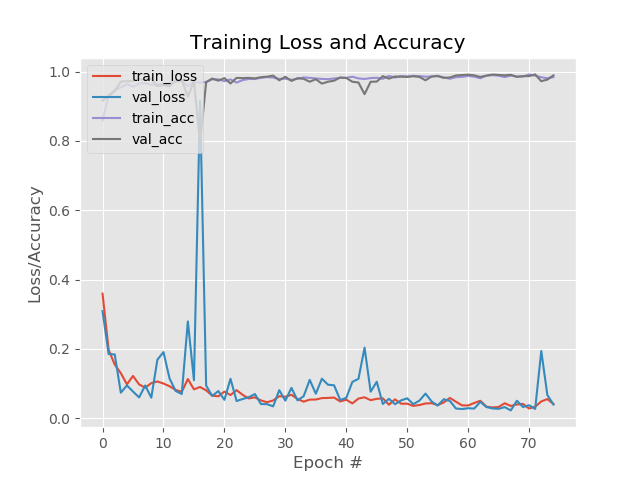 Training Loss and Accuracy
1.0
0.8
0.6
0.4
0.2
0.0
Loss/Accuracy
train_loss
val_loss
train_acc
val_acc
0 10 20 30 40 50 60 70
Epoch #